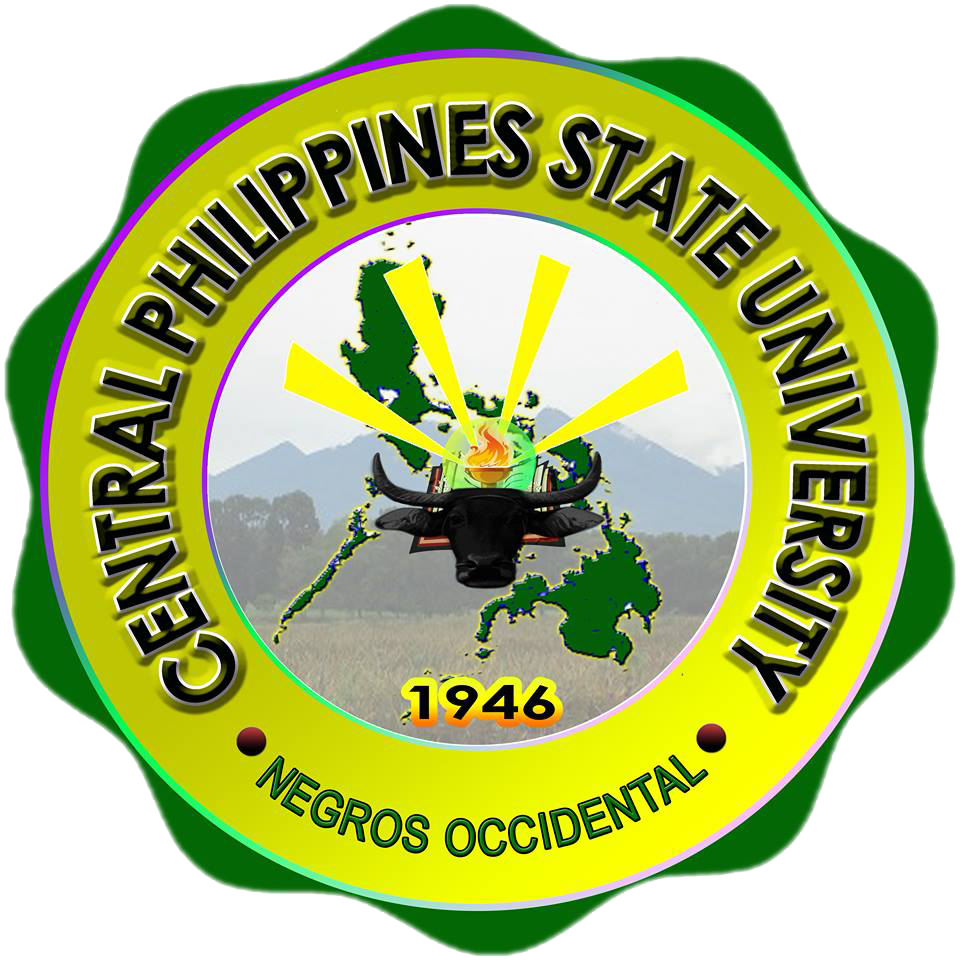 CENTRAL PHILIPPINES STATE UNIVERSITY
1946
NEGROS OCCIDENTAL